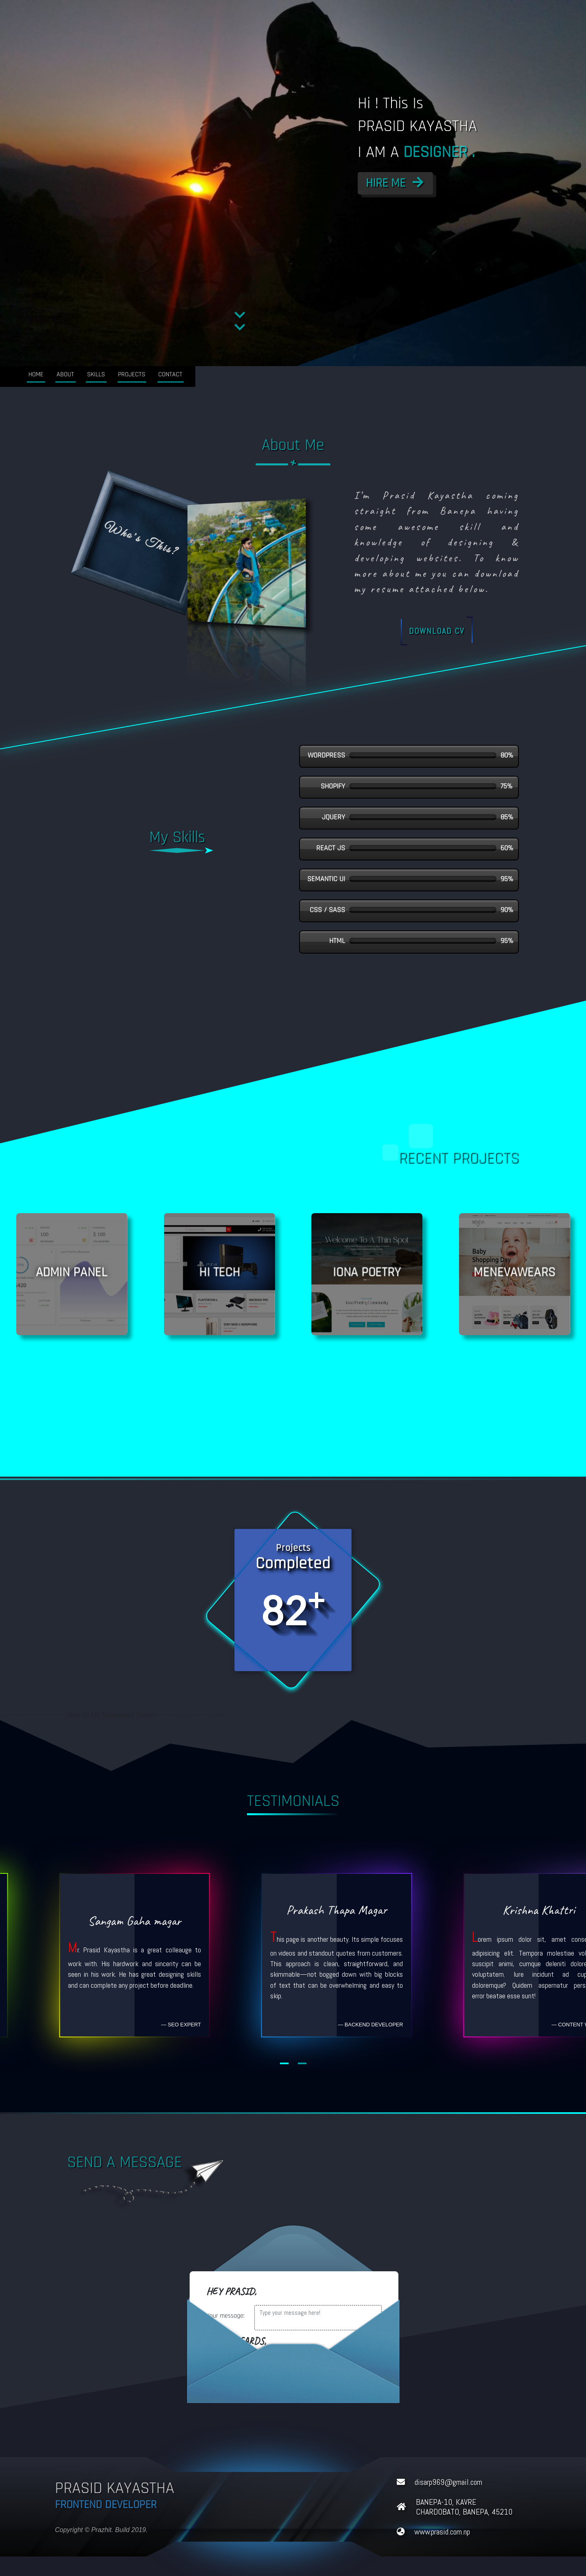 Hi ! This Is
PRASID KAYASTHA
I AM A DESIGNER .
HIRE ME
HOME ABOUT SKILLS PROJECTS CONTACT
About Me
Who's This?
I'm Prasid Kayastha coming
straight from Banepa having
some awesome skill and
knowledge of designing &
developing websites. To know
more about me you can download
my resume attached below.
DOWNLOAD CV
My Skills
WORDPRESS 80%
SHOPIFY 75%
JQUERY 85%
REACT JS 60%
SEMANTIC UI 95%
CSS / SASS 90%
HTML 95%
RECENT PROJECTS
ADMIN PANEL
HI TECH
Welcome To A Thin Spot
IONA POETRY
Baby
Shopping Day
MENEVAWEARS
Projects
Completed
82+
TESTIMONIALS
Sangam Gaha magar
Mr. Prasid Kayastha is a great colleauge to
work with. His hardwork and sincerity can be
seen in his work. He has great designing skills
and can complete any project before deadline.
— SEO EXPERT
Prakash Thapa Magar
This page is another beauty. Its simple focuses
on videos and standout quotes from customers.
This approach is clean, straightforward, and
skimmable—not bogged down with big blocks
of text that can be overwhelming and easy to
skip.
— BACKEND DEVELOPER
Krishna Khattri
Lorem ipsum dolor sit, amet conse
adipisicing elit. Tempora molestiae vol
suscipit animi, cumque deleniti dolore
voluptatem. Iure incidunt ad cup
doloremque? Quidem aspernatur pers
error beatae esse sunt!
— CONTENT
SEND A MESSAGE
HEY PRASID,
our message:
Type your message here!
ARDS,
PRASID KAYASTHA
FRONTEND DEVELOPER
Copyright © Prazhit. Build 2019.
disarp969@gmail.com
BANEPA-10, KAVRE
CHARDOBATO, BANEPA, 45210
www.prasid.com.np